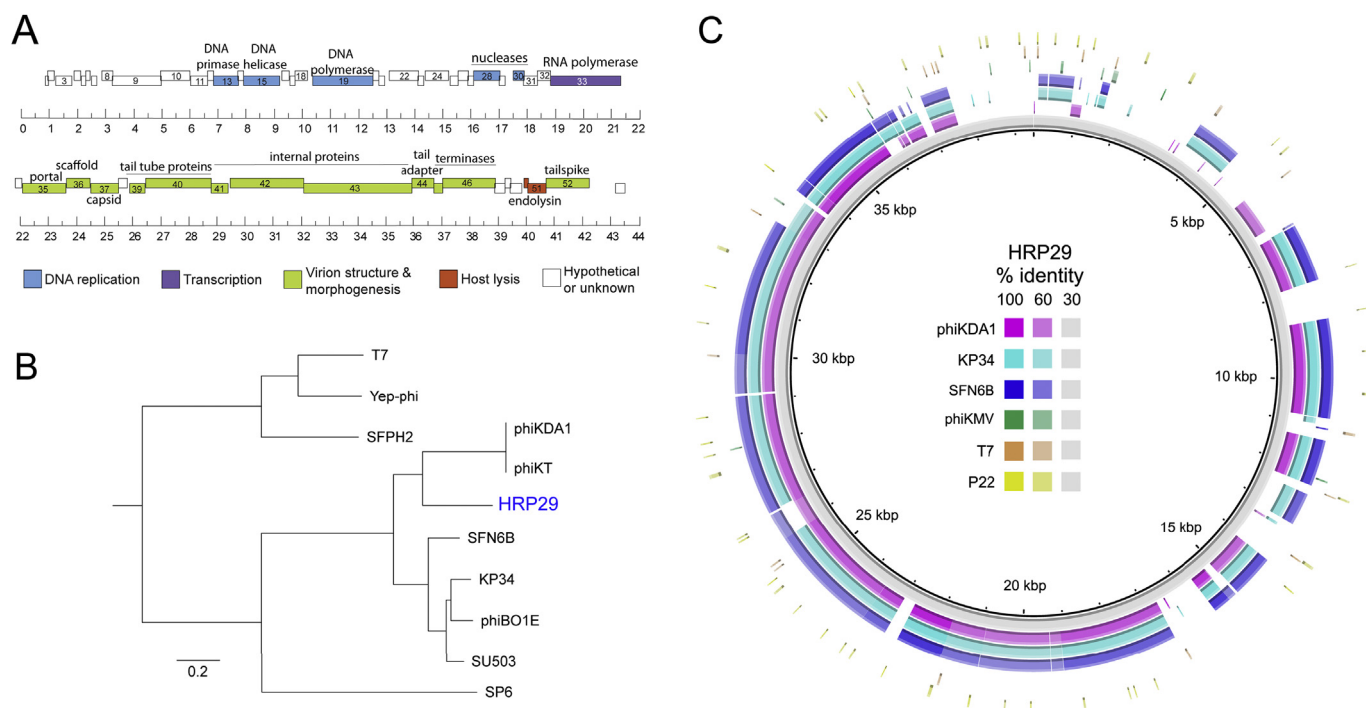 A
DNA primase
DNA helicase
DNA polymerase
nucleases
RNA polymerase
3
8
9
10
11
13
15
18
19
22
24
28
30
31
32
33
0 1 2 3 4 5 6 7 8 9 10 11 12 13 14 15 16 17 18 19 20 21 22
portal
scaffold
capsid
tail tube proteins
internal proteins
tail adapter
terminases
endolysin
tailspike
35
36
37
39
40
41
42
43
44
46
51
52
22 23 24 25 26 27 28 29 30 31 32 33 34 35 36 37 38 39 40 41 42 43 44
DNA replication
Transcription
Virion structure &
morphogenesis
Host lysis
Hypothetical
or unknown
B
T7
Yep-phi
SFPH2
phiKDA1
phiKT
HRP29
SFN6B
KP34
phiBO1E
SU503
SP6
0.2
C
5 kbp
10 kbp
15 kbp
20 kbp
25 kbp
30 kbp
35 kbp
HRP29
% identity
100 60 30
phiKDA1
KP34
SFN6B
phiKMV
T7
P22